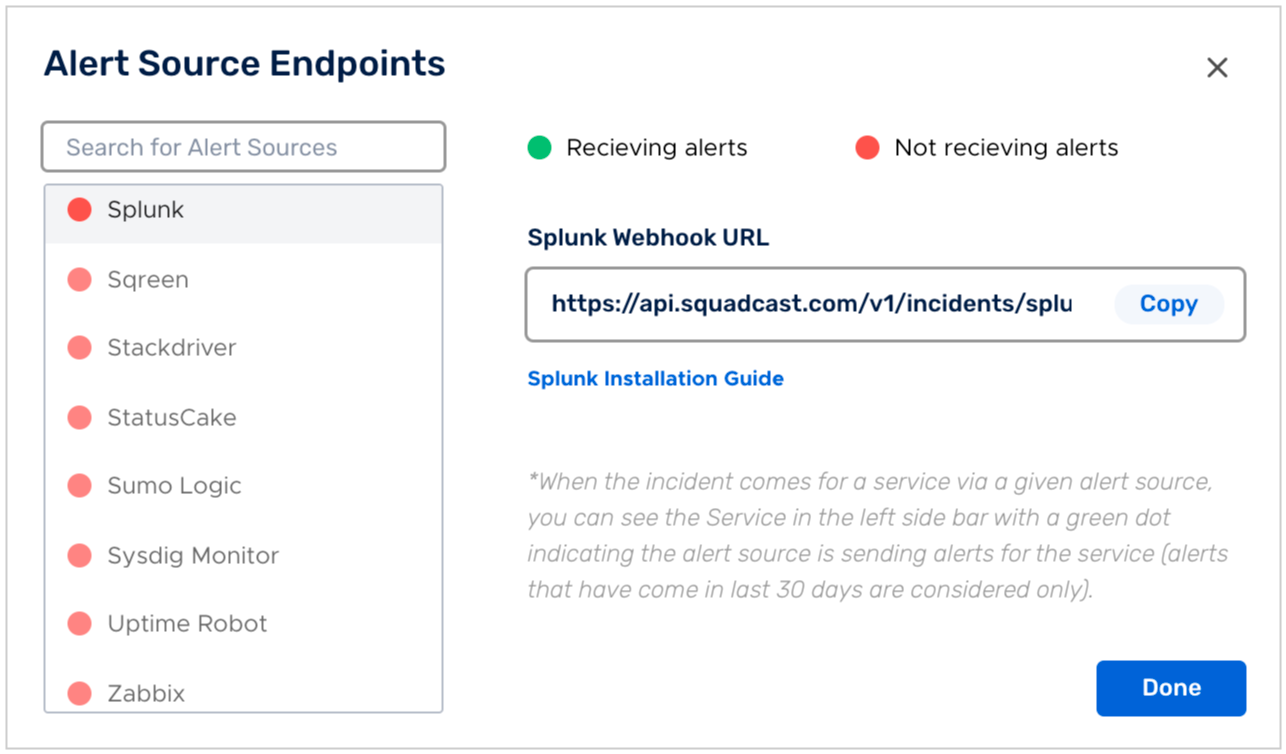 Alert Source Endpoints
Search for Alert Sources
Splunk
Sqreen
Stackdriver
StatusCake
Sumo Logic
Sysdig Monitor
Uptime Robot
Zabbix
Recieving alerts
Not recieving alerts
Splunk Webhook URL
https://api.squadcast.com/v1/incidents/splu
Copy
Splunk Installation Guide
*When the incident comes for a service via a given alert source,
you can see the Service in the left side bar with a green dot
indicating the alert source is sending alerts for the service (alerts
that have come in last 30 days are considered only).
Done